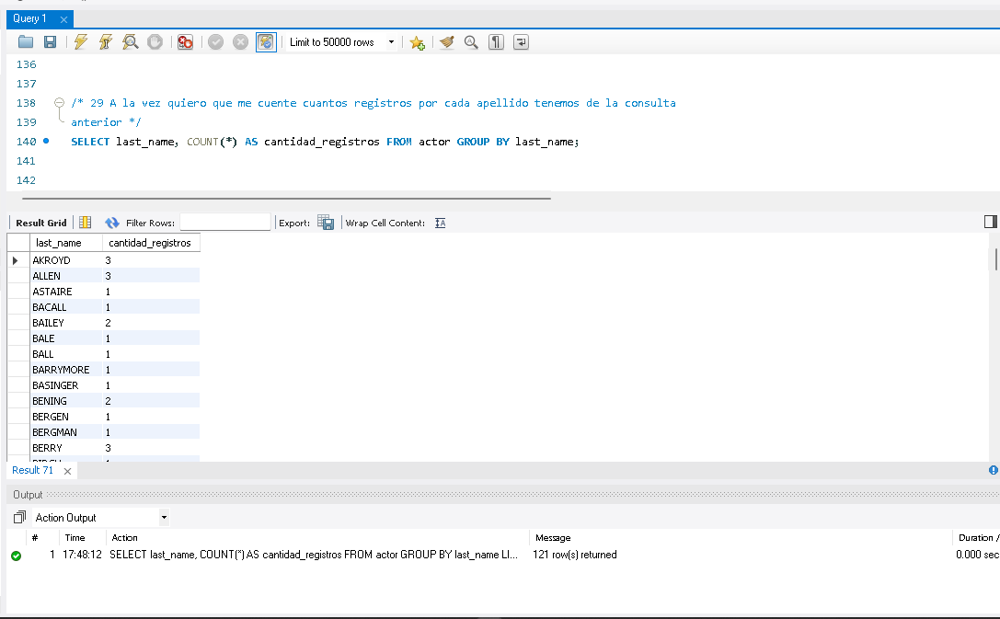 Query 1
Limit to 50000 rows
136
137
138 /* 29 A la vez quiero que me cuente cuantos registros por cada apellido tenemos de la consulta
139 anterior */
140 SELECT last_name, COUNT(*) AS cantidad_registros FROM actor GROUP BY last_name;
141
142
Result Grid Filter Rows: Export: Wrap Cell Content:
last_name cantidad_registros
AKROYD 3
ALLEN 3
ASTAIRE 1
BACALL 1
BAILEY 2
BALE 1
BALL 1
BARRYMORE 1
BASINGER 1
BENING 2
BERGEN 1
BERGMAN 1
BERRY 3
Result 71
Output
Action Output
# Time Action Message Duration /
1 17:48:12 SELECT last_name, COUNT(*) AS cantidad_registros FROM actor GROUP BY last_name LI... 121 row(s) returned 0.000 sec